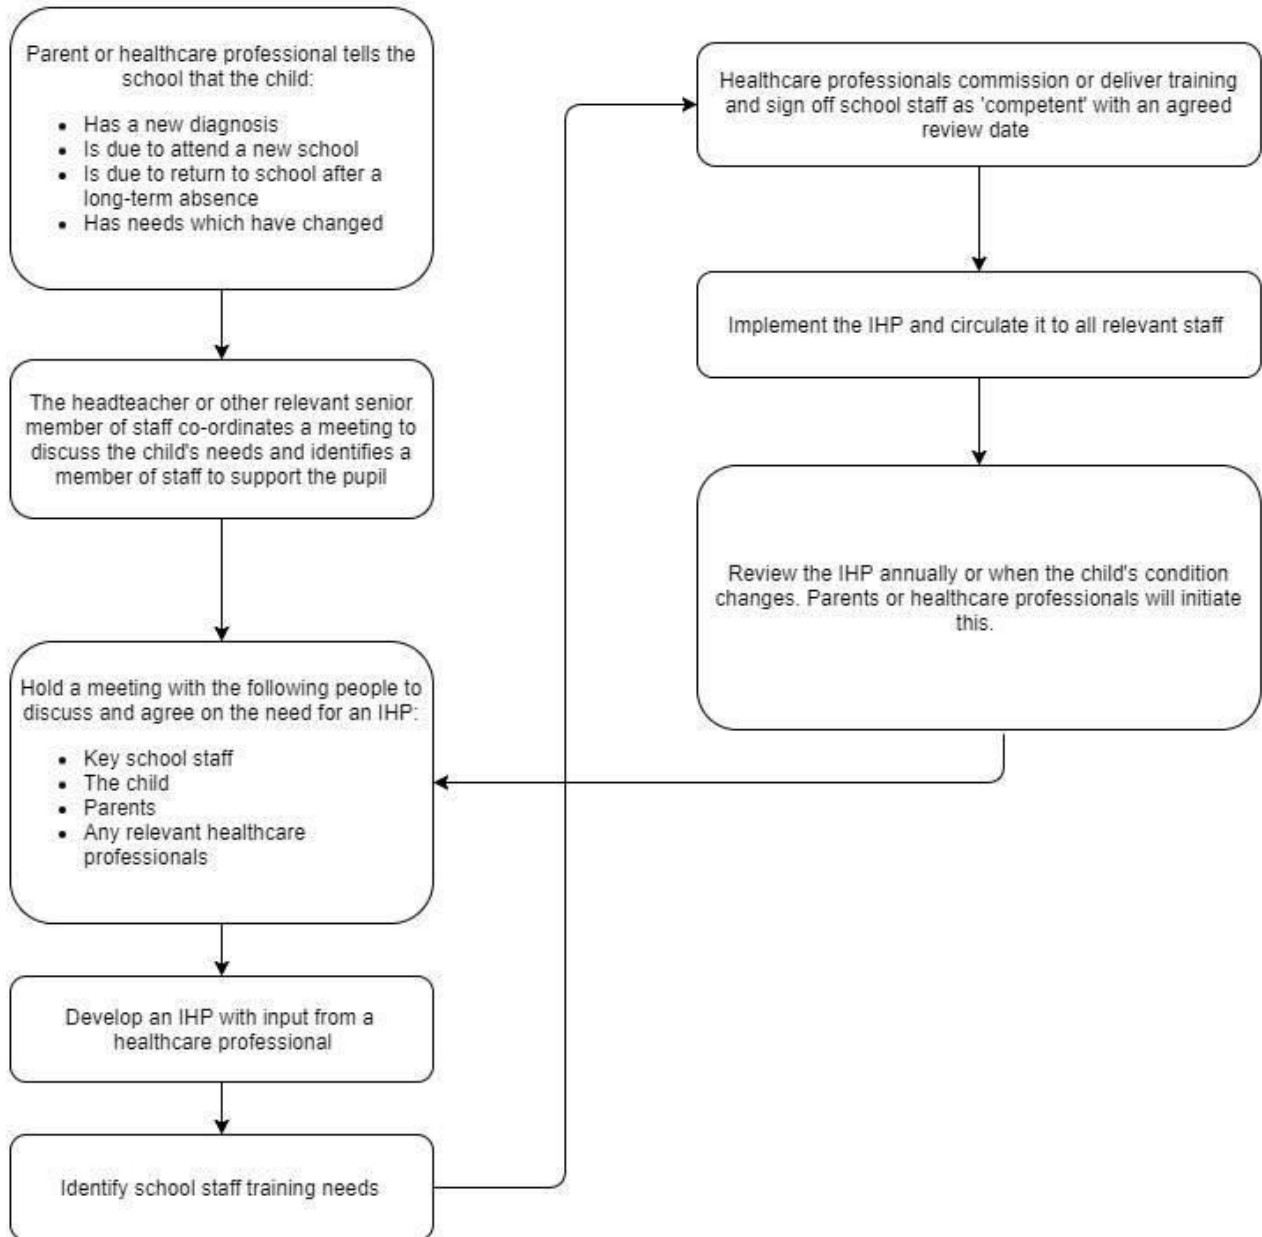 Parent or healthcare professional tells the
school that the child:
• Has a new diagnosis
• Is due to attend a new school
• Is due to return to school after a
long-term absence
• Has needs which have changed
The headteacher or other relevant senior
member of staff co-ordinates a meeting to
discuss the child's needs and identifies a
member of staff to support the pupil
Hold a meeting with the following people to
discuss and agree on the need for an IHP:
• Key school staff
• The child
• Parents
• Any relevant healthcare
professionals
Develop an IHP with input from a
healthcare professional
Identify school staff training needs
Healthcare professionals commission or deliver training
and sign off school staff as 'competent' with an agreed
review date
Implement the IHP and circulate it to all relevant staff
Review the IHP annually or when the child's condition
changes. Parents or healthcare professionals will initiate
this.